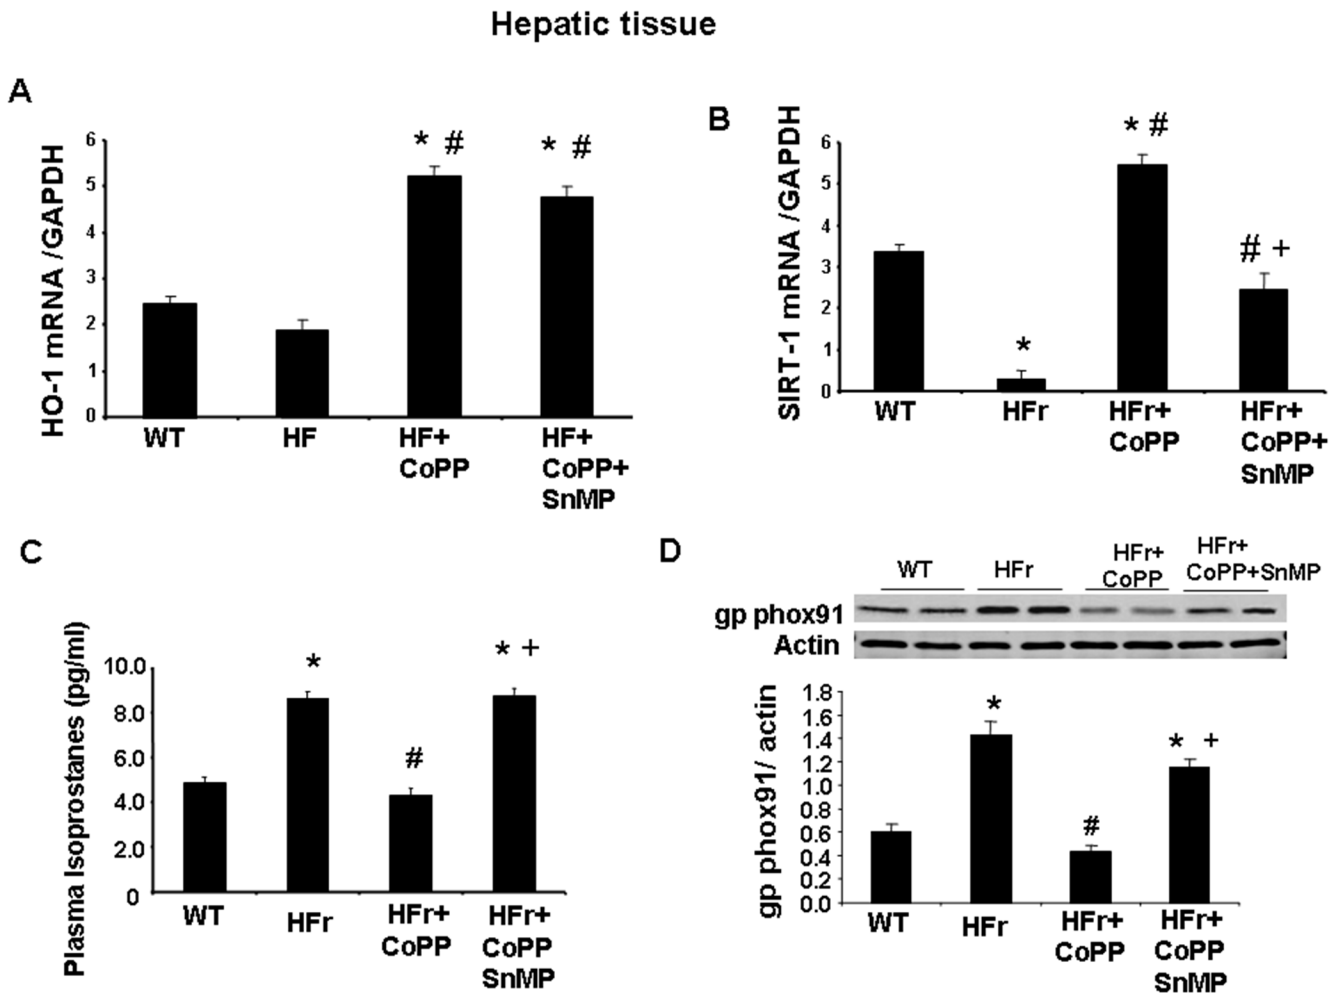 Hepatic tissue
A
HO-1 mRNA /GAPDH
6
5
4
3
2
1
0
* #
* #
WT
HF
HF+
CoPP
HF+
CoPP+
SnMP
B
SIRT-1 mRNA /GAPDH
6
5
4
3
2
1
0
*
* #
# +
WT
HFr
HFr+
CoPP
HFr+
CoPP+
SnMP
C
Plasma Isoprostanes (pg/ml)
10.0
8.0
6.0
4.0
2.0
0
*
#
* +
WT
HFr
HFr+
CoPP
HFr+
CoPP
SnMP
D
WT
HFr
HFr+
CoPP
HFr+
CoPP+SnMP
gp phox91
Actin
gp phox91/ actin
1.8
1.6
1.4
1.2
1.0
0.8
0.6
0.4
0.2
0.0
*
#
* +
WT
HFr
HFr+
CoPP
HFr+
CoPP
SnMP